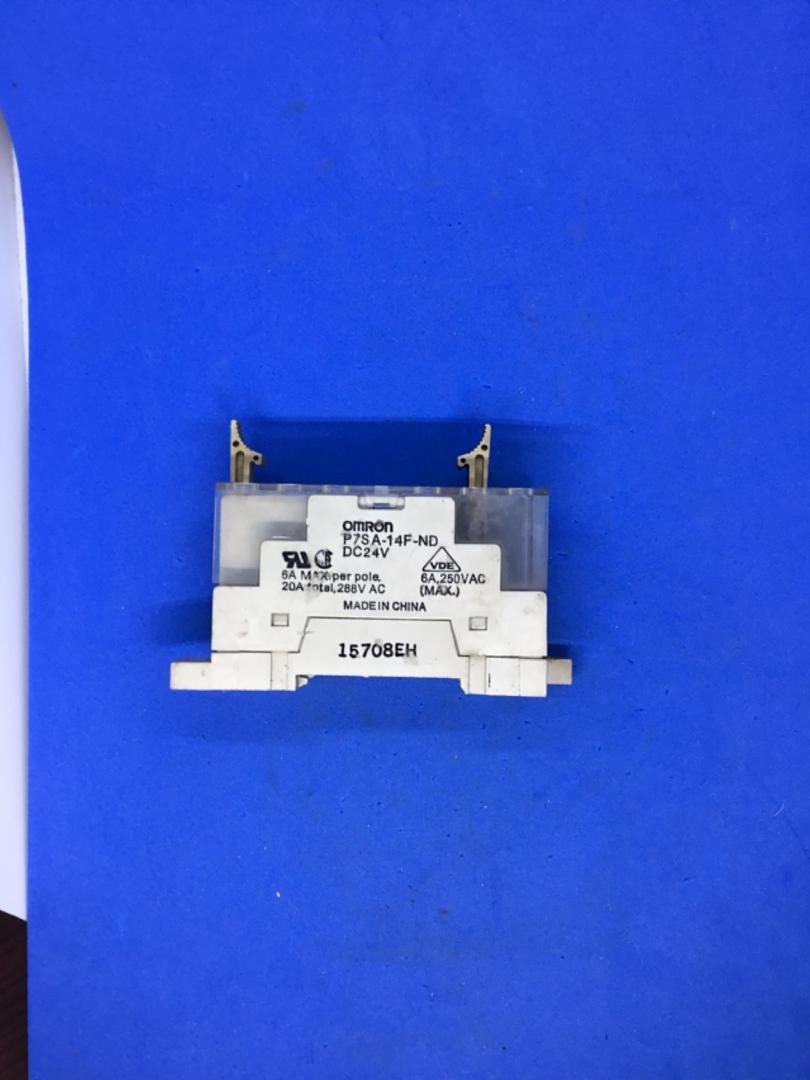 OMRON
P7SA-14F-ND
DC24V
6A MAX.per pole,
20A total,288V AC
VDE
6A,250VAC
(MAX.)
MADE IN CHINA
15708EH